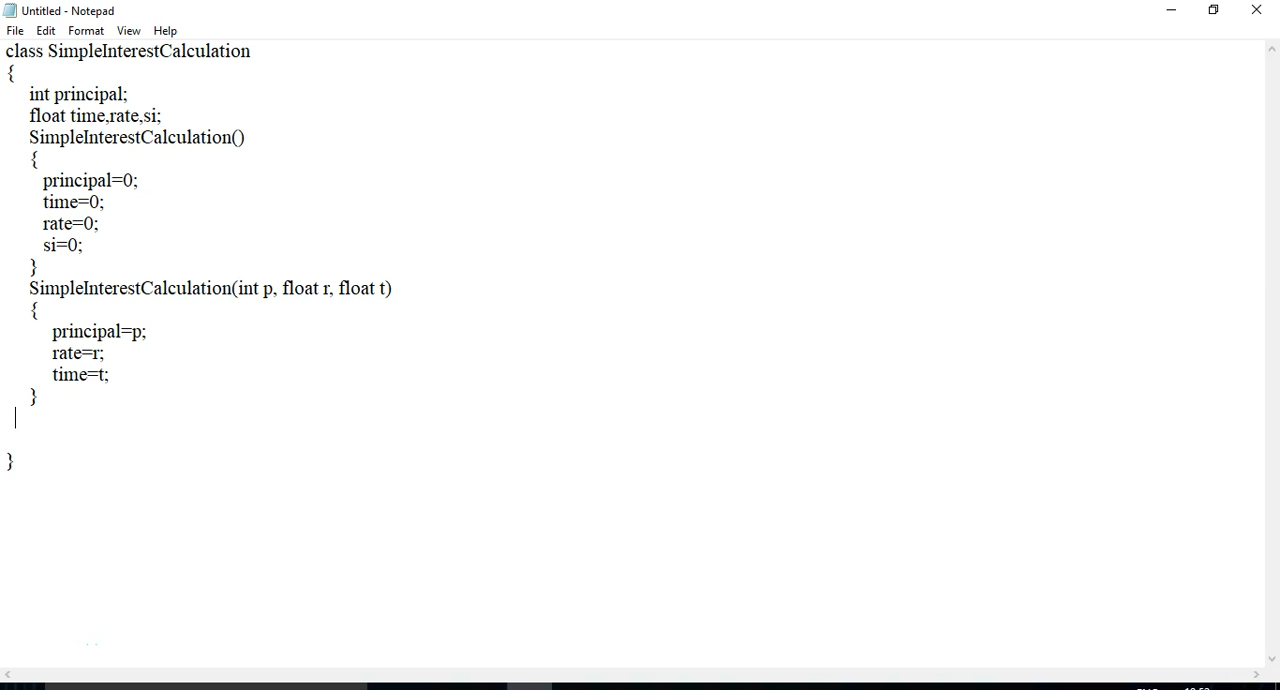 Untitled - Notepad
File Edit Format View Help
class SimpleInterestCalculation
{
int principal;
float time,rate,si;
SimpleInterestCalculation()
{
principal=0;
time=0;
rate=0;
si=0;
}
SimpleInterestCalculation(int p, float r, float t)
{
principal=p;
rate=r;
time=t;
}
}